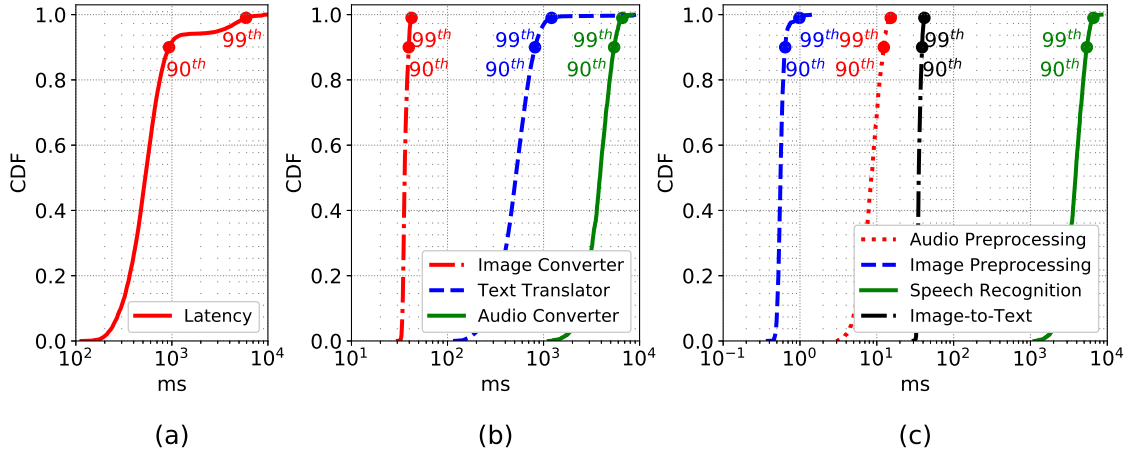 CDF
1.0
0.8
0.6
0.4
0.2
0.0
99th
90th
Latency
10^2
10^3
10^4
ms
(a)
CDF
1.0
0.8
0.6
0.4
0.2
0.0
99th
90th
99th
90th
99th
90th
Image Converter
Text Translator
Audio Converter
10^1
10^2
10^3
10^4
ms
(b)
CDF
1.0
0.8
0.6
0.4
0.2
0.0
99th
90th
99th
90th
99th
90th
99th
90th
Audio Preprocessing
Image Preprocessing
Speech Recognition
Image-to-Text
10^-1
10^0
10^1
10^2
10^3
10^4
ms
(c)